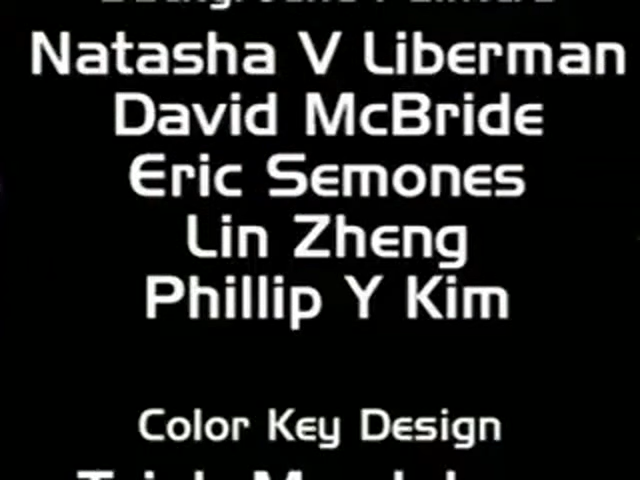 Natasha V Liberman
David McBride
Eric Semones
Lin Zheng
Phillip Y Kim
Color Key Design